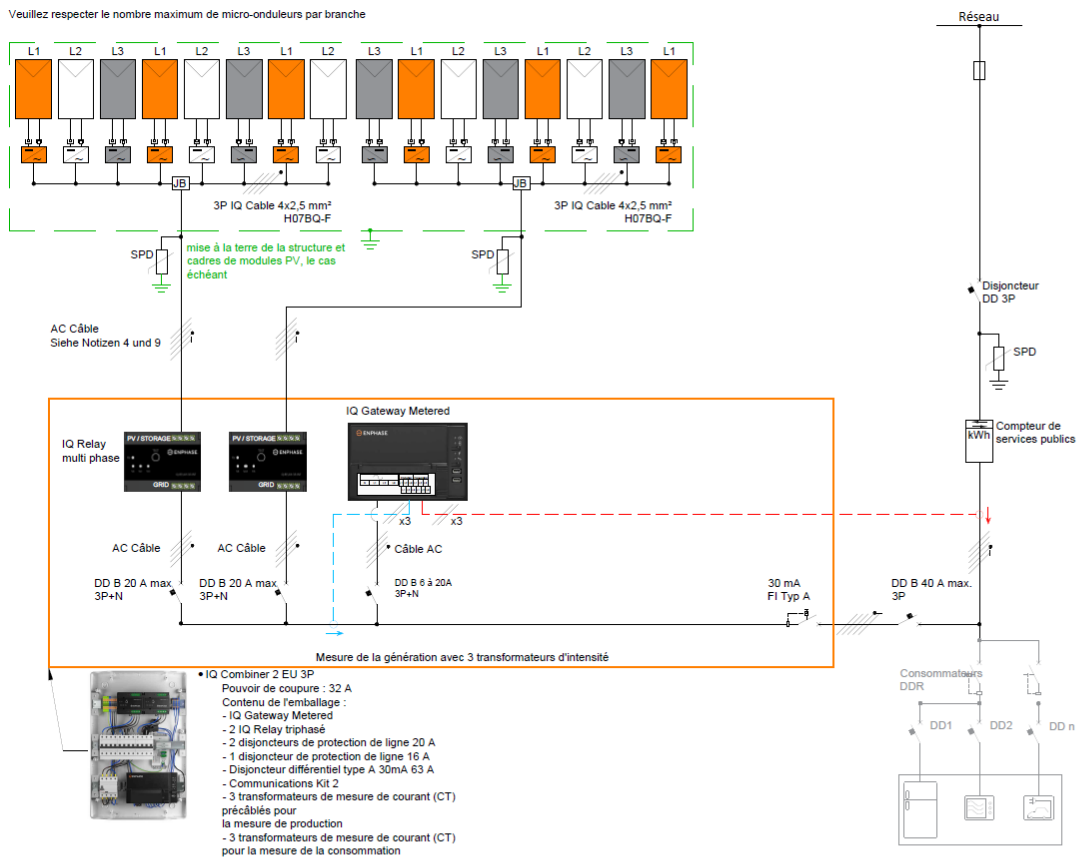 Veuillez respecter le nombre maximum de micro-onduleurs par branche
Réseau
L1 L2 L3 L1 L2 L3 L1 L2 L3 L1 L2 L3 L1 L2 L3 L1
JB
JB
3P IQ Cable 4x2,5 mm²
H07BQ-F
3P IQ Cable 4x2,5 mm²
H07BQ-F
SPD
mise à la terre de la structure et
cadres de modules PV, le cas
échéant
SPD
Disjoncteur
DD 3P
SPD
AC Câble
Siehe Notizen 4 und 9
IQ Gateway Metered
IQ Relay
multi phase
PV / STORAGE
ENPHASE
GRID
PV / STORAGE
ENPHASE
GRID
ENPHASE
kWh
Compteur de
services publics
x3
x3
AC Câble
AC Câble
Câble AC
DD B 20 A max.
3P+N
DD B 20 A max.
3P+N
DD B 6 à 20A
3P+N
30 mA
FI Typ A
DD B 40 A max.
3P
Mesure de la génération avec 3 transformateurs d'intensité
• IQ Combiner 2 EU 3P
Pouvoir de coupure : 32 A
Contenu de l'emballage :
- IQ Gateway Metered
- 2 IQ Relay triphasé
- 2 disjoncteurs de protection de ligne 20 A
- 1 disjoncteur de protection de ligne 16 A
- Disjoncteur différentiel type A 30mA 63 A
- Communications Kit 2
- 3 transformateurs de mesure de courant (CT)
précâblés pour
la mesure de production
- 3 transformateurs de mesure de courant (CT)
pour la mesure de la consommation
Consommateurs
DDR
DD1
DD2
DD n